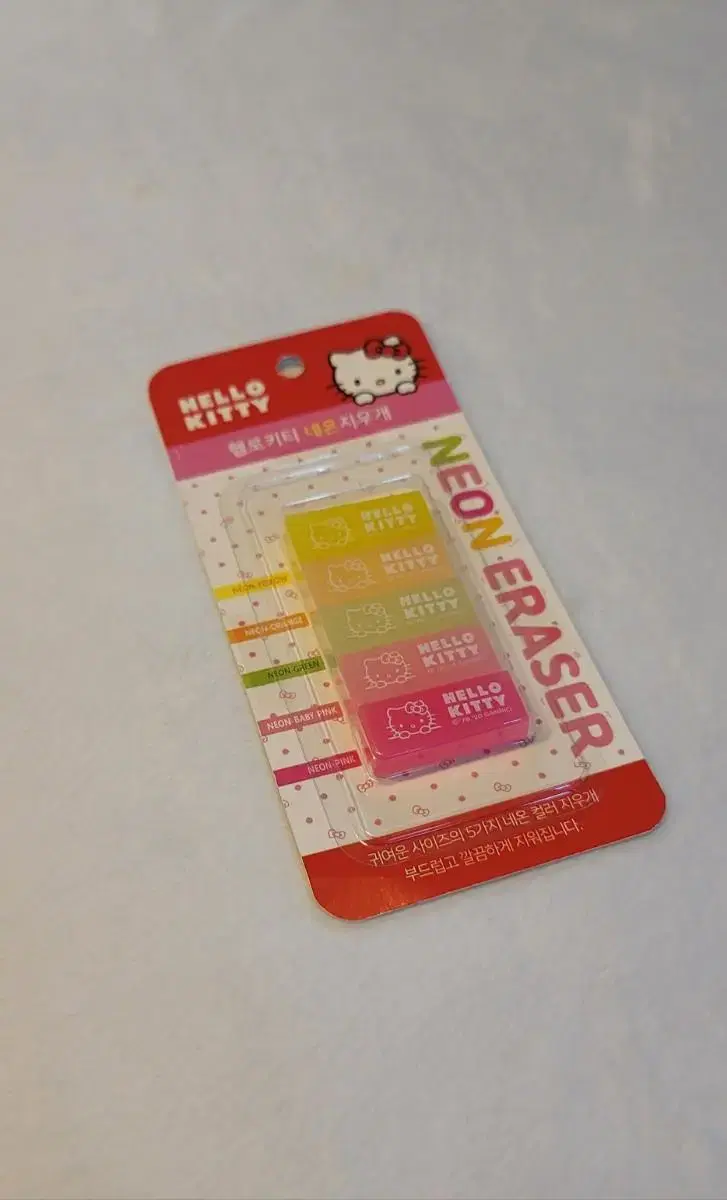 HELLO
KITTY
헬로키티 네온 지우개
NEON ERASER
HELLO
KITTY
HELLO
KITTY
HELLO
KITTY
HELLO
KITTY
HELLO
KITTY
NEON-YELLOW
NEON-ORANGE
NEON-GREEN
NEON-BABY PINK
NEON-PINK
귀여운 사이즈의 5가지 네온 컬러 지우개
부드럽고 깔끔하게 지워집니다.